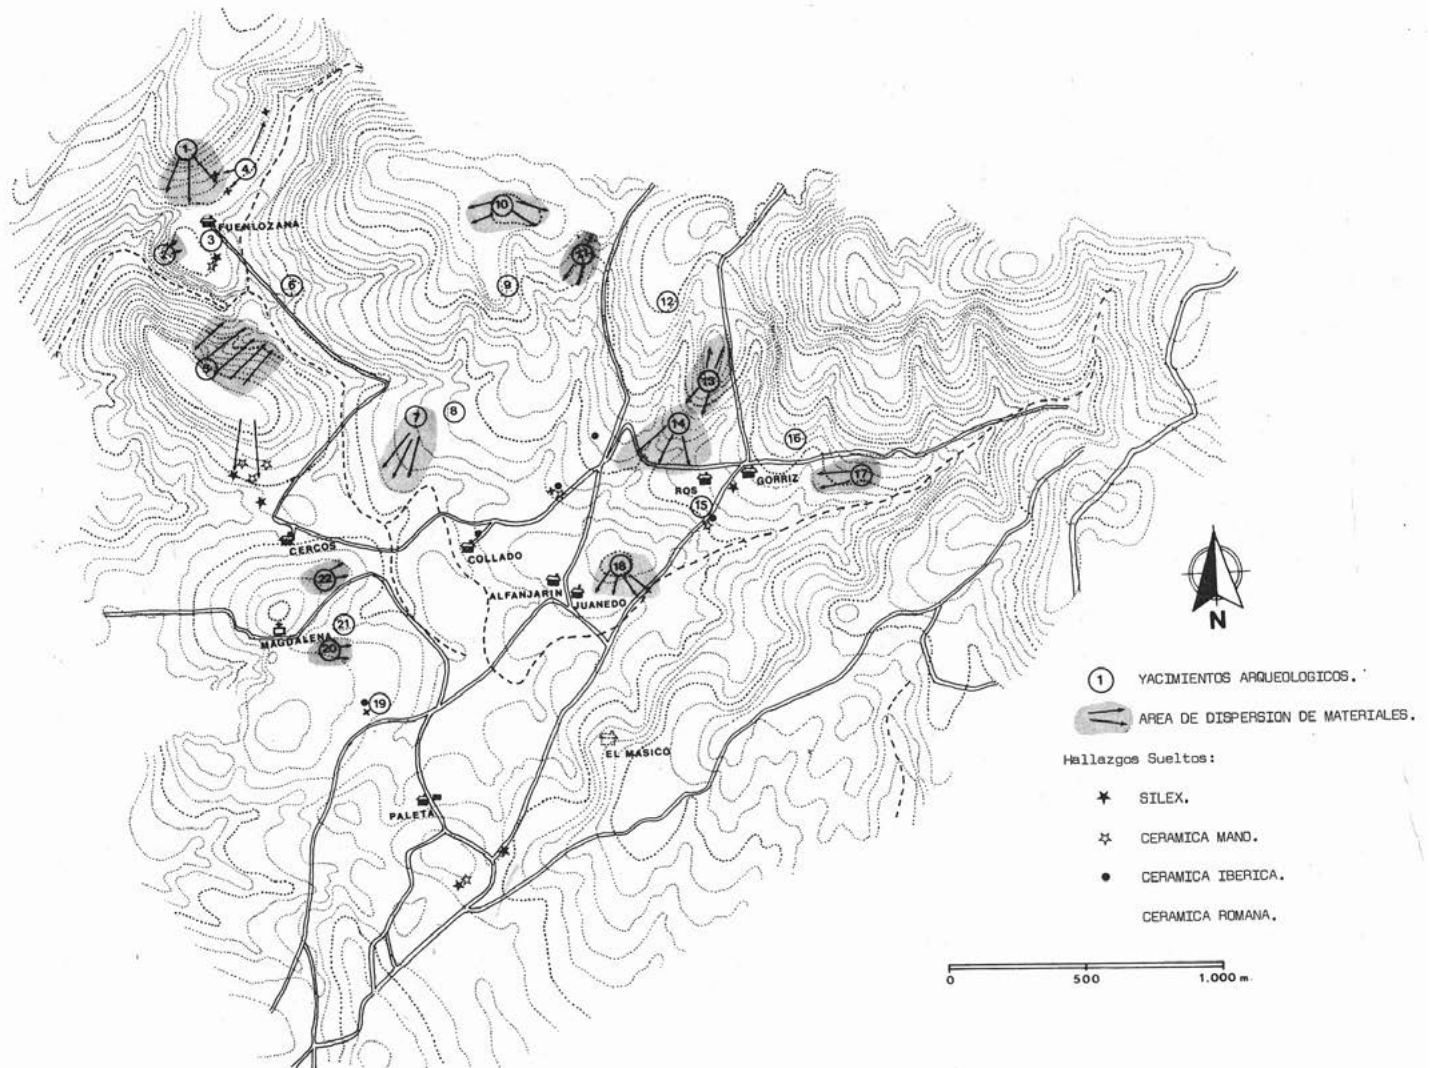 1
4
10
FUENLOZANA
3
2
11
6
9
12
5
13
7
8
14
16
17
ROS
GORRIZ
15
CERCOS
COLLADO
18
22
ALFANJARIN
JUANEDO
21
MAGDALENA
20
19
EL MASICO
PALETA
N
1 YACIMIENTOS ARQUEOLOGICOS.
AREA DE DISPERSION DE MATERIALES.
Hallazgos Sueltos:
SILEX.
CERAMICA MANO.
CERAMICA IBERICA.
CERAMICA ROMANA.
0 500 1.000 m.